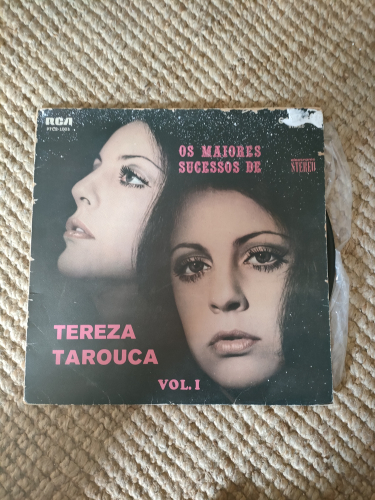 RCA
OS MAIORES
SUCESSOS DE
STEREO
TEREZA
TAROUCA
VOL. I